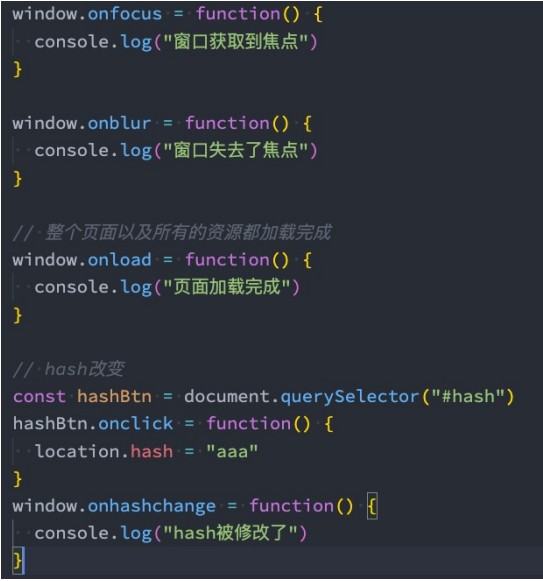 window.onfocus = function() {
  console.log("窗口获取到焦点")
}

window.onblur = function() {
  console.log("窗口失去了焦点")
}

// 整个页面以及所有的资源都加载完成
window.onload = function() {
  console.log("页面加载完成")
}

// hash改变
const hashBtn = document.querySelector("#hash")
hashBtn.onclick = function() {
  location.hash = "aaa"
}
window.onhashchange = function() {
  console.log("hash被修改了")
}